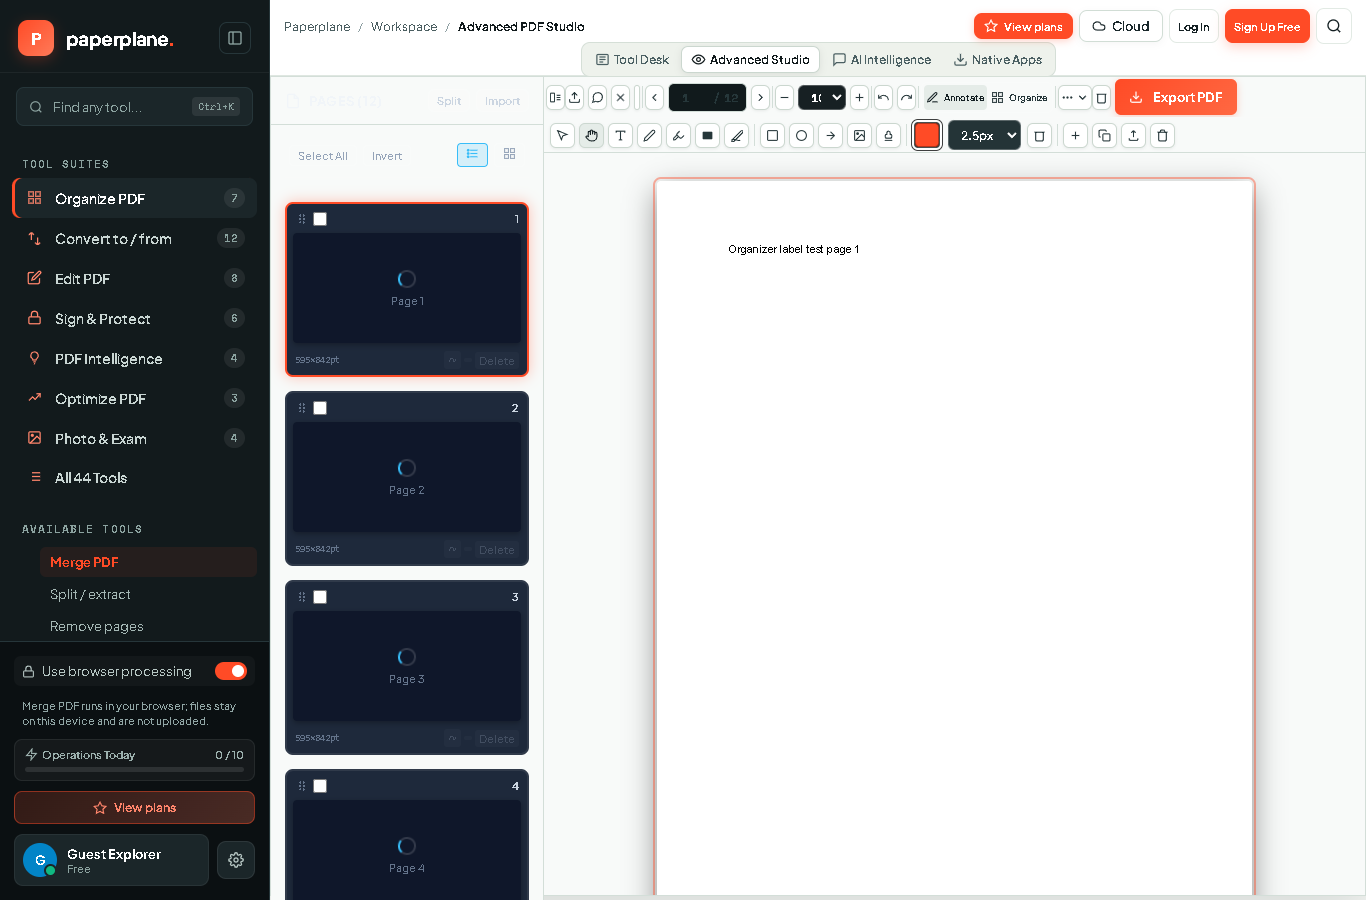 P paperplane.
Find any tool... Ctrl+K
TOOL SUITES
Organize PDF 7
Convert to / from 12
Edit PDF 8
Sign & Protect 6
PDF Intelligence 4
Optimize PDF 3
Photo & Exam 4
All 44 Tools
AVAILABLE TOOLS
Merge PDF
Split / extract
Remove pages
Use browser processing
Merge PDF runs in your browser; files stay
on this device and are not uploaded.
Operations Today 0 / 10
View plans
G Guest Explorer
Free
Paperplane / Workspace / Advanced PDF Studio
View plans Cloud Log In Sign Up Free
Tool Desk Advanced Studio AI Intelligence Native Apps
PAGES (12) Split Import
1 / 12 Annotate Organize Export PDF
2.5px
Select All Invert
1
Page 1
595×842pt Delete
2
Page 2
595×842pt Delete
3
Page 3
595×842pt Delete
4
Page 4
Organizer label test page 1